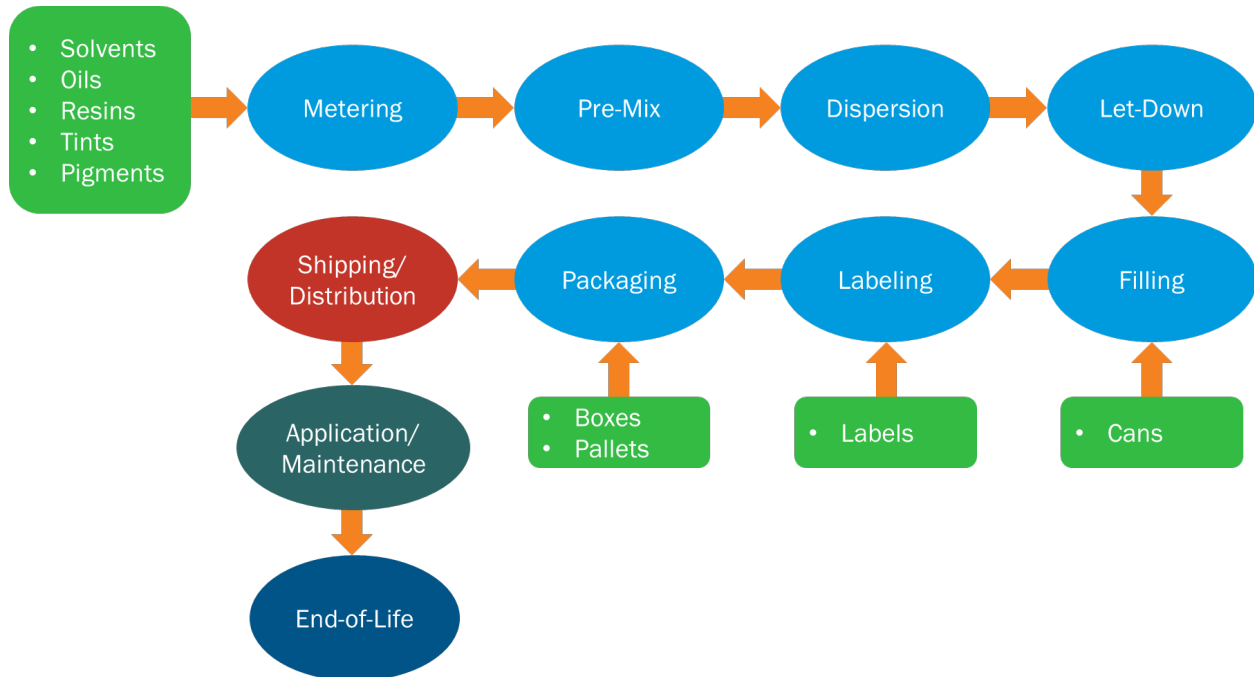 • Solvents
• Oils
• Resins
• Tints
• Pigments
Metering
Pre-Mix
Dispersion
Let-Down
Shipping/
Distribution
Packaging
Labeling
Filling
Application/
Maintenance
• Boxes
• Pallets
• Labels
• Cans
End-of-Life